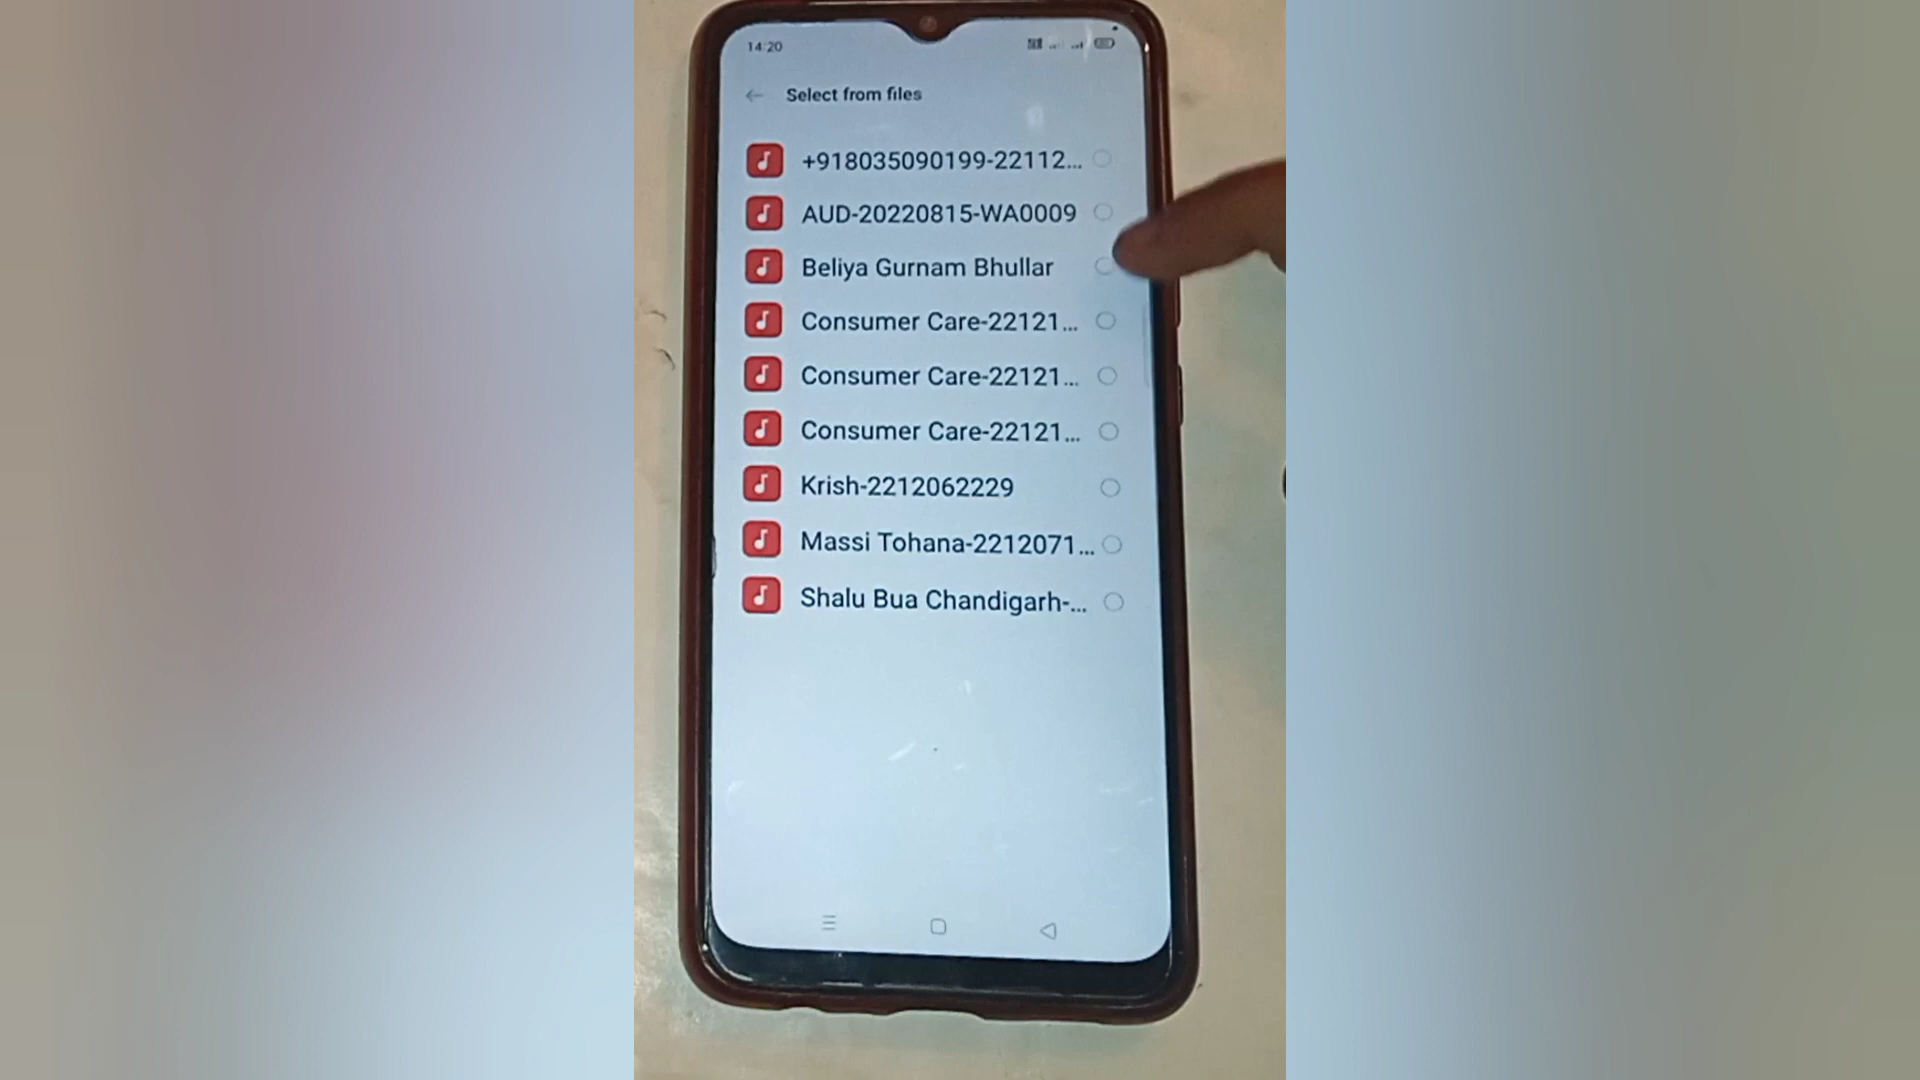 14:20
Select from files
+918035090199-22112...
AUD-20220815-WA0009
Beliya Gurnam Bhullar
Consumer Care-22121...
Consumer Care-22121...
Consumer Care-22121...
Krish-2212062229
Massi Tohana-2212071...
Shalu Bua Chandigarh-...